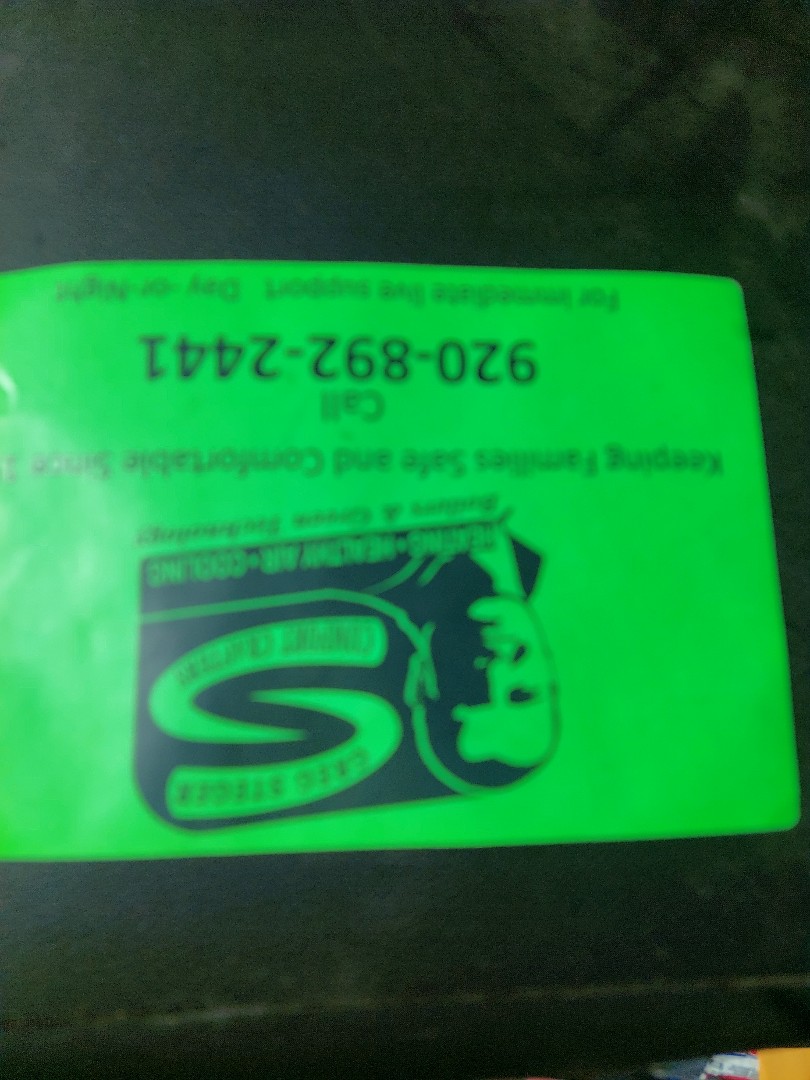 GREG STEGER
COMFORT CRAFTERS
HEATING • HEALTHY AIR • COOLING
Boilers & Green Technology
Keeping Families Safe and Comfortable Since
Call
920-892-2441
For immediate live support Day -or- Night